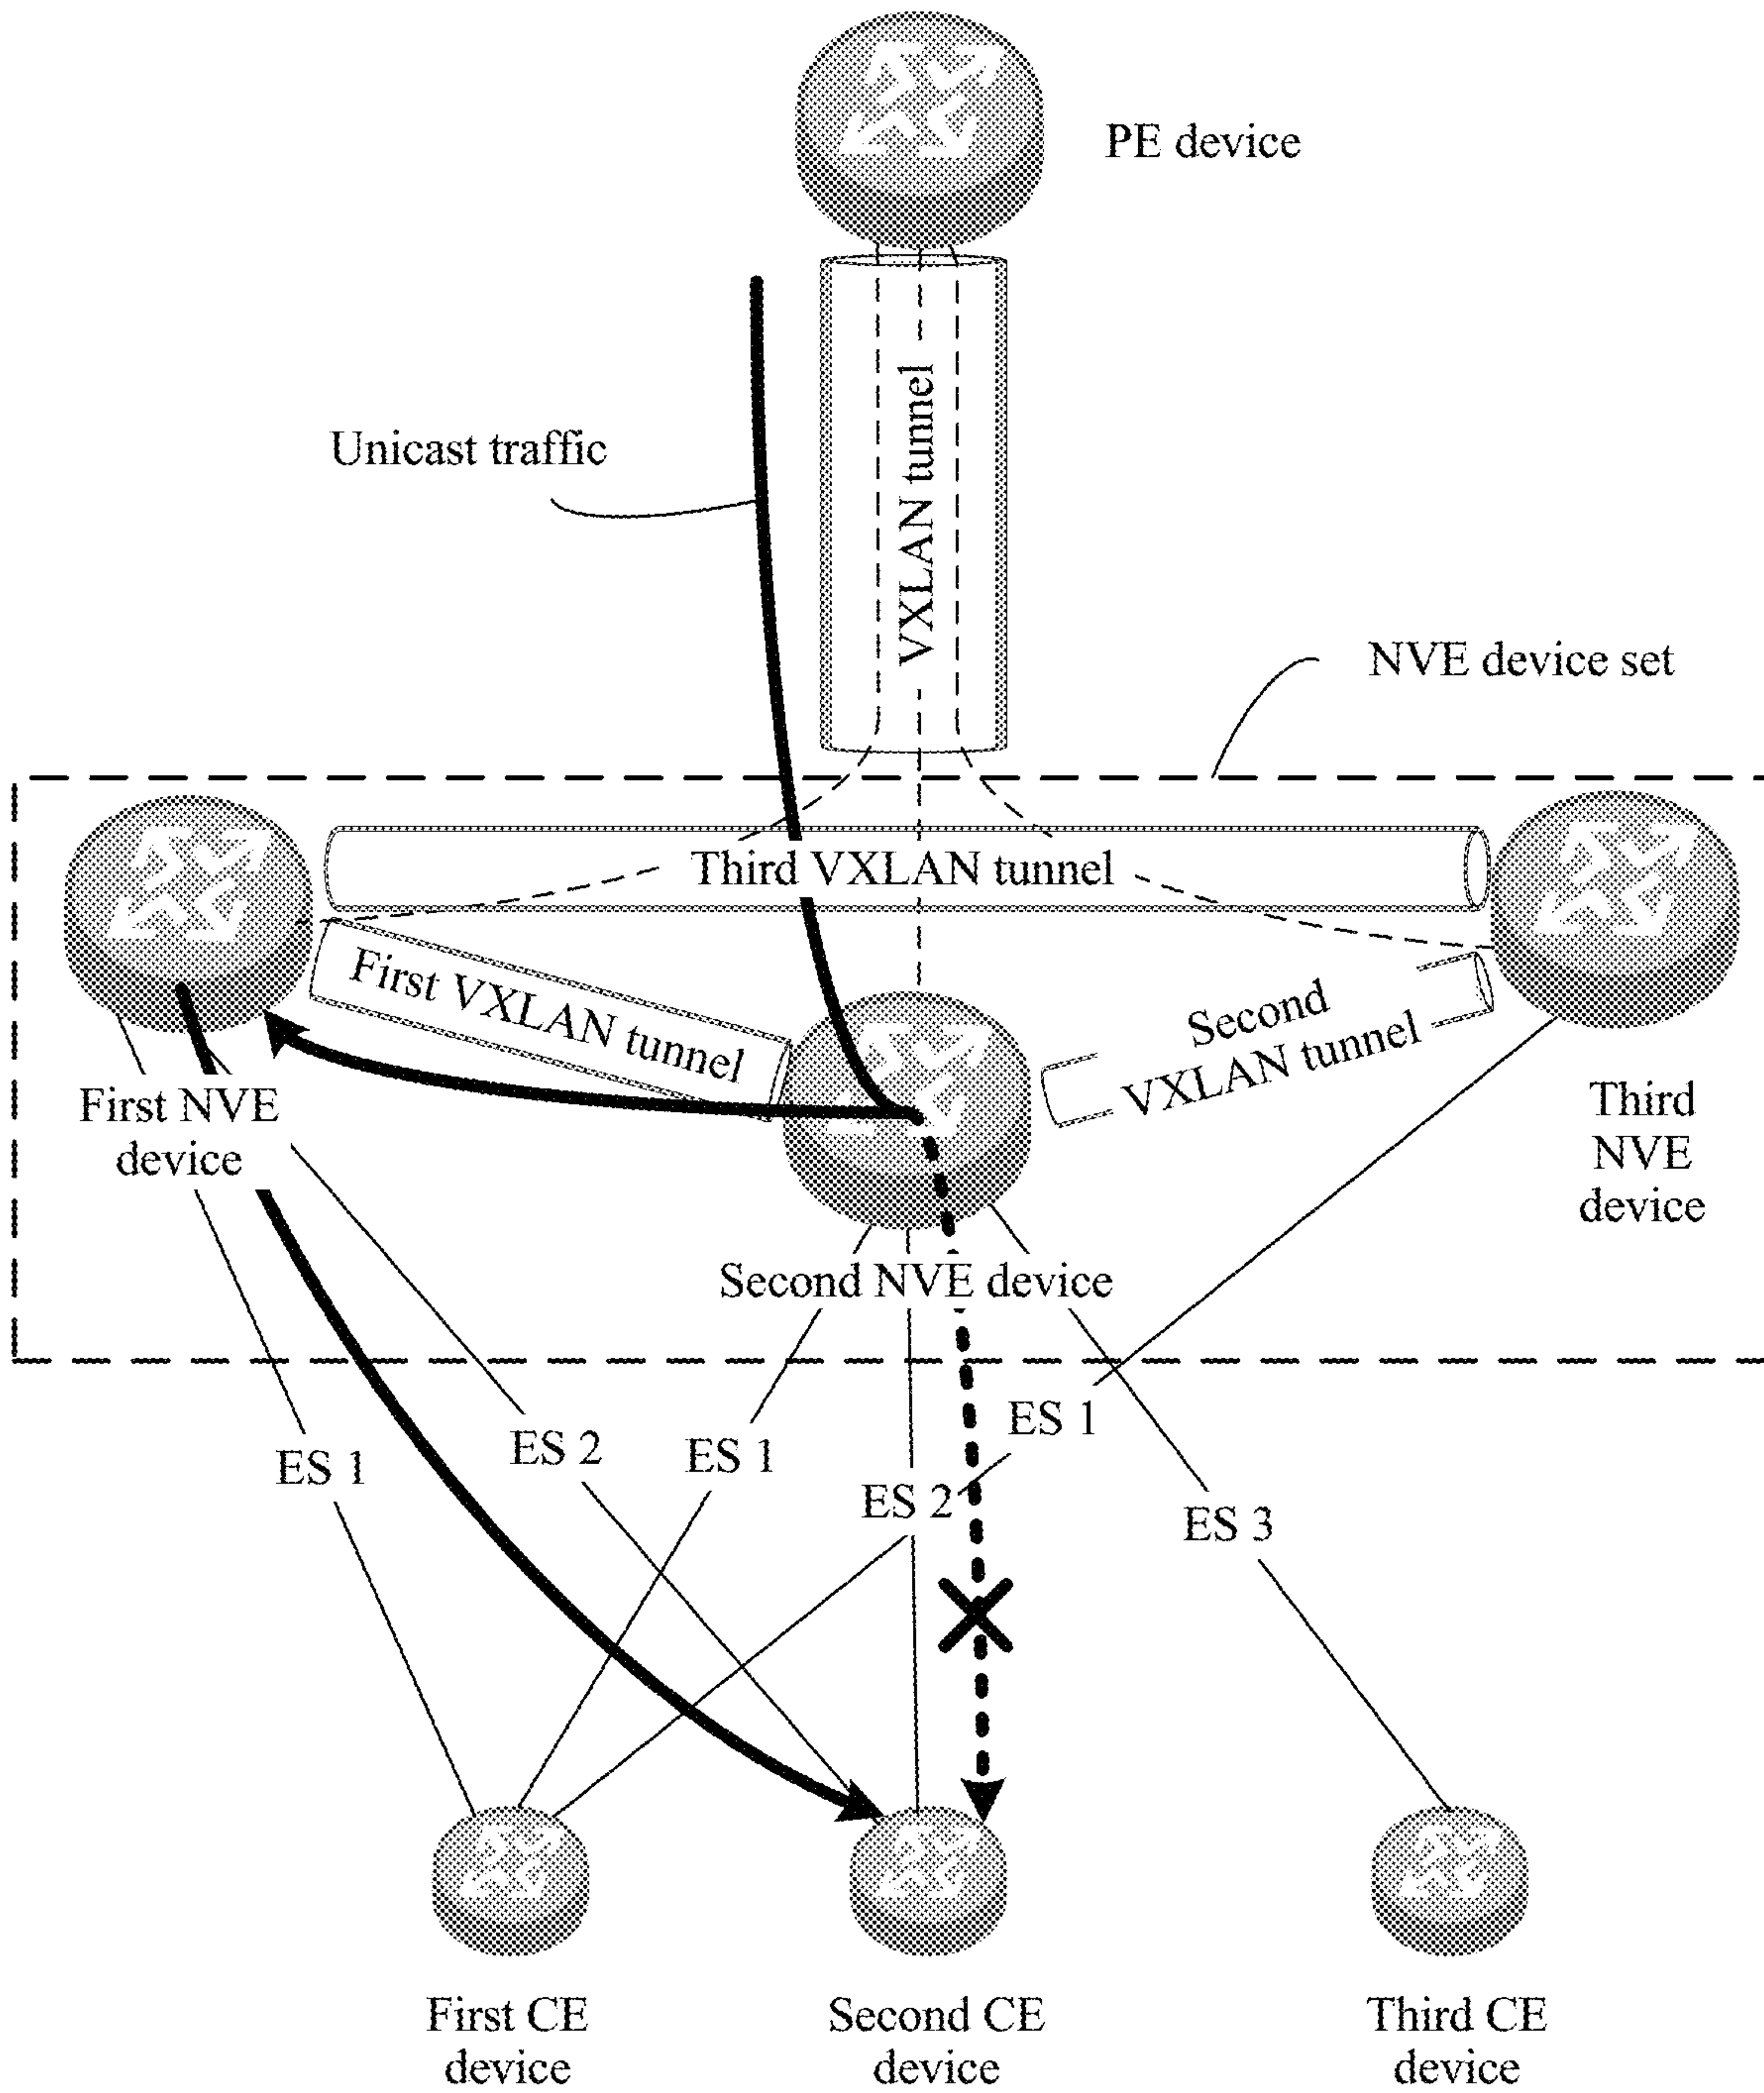 PE device
Unicast traffic
VXLAN tunnel
NVE device set
Third VXLAN tunnel
First VXLAN tunnel
Second
VXLAN tunnel
First NVE
device
Third
NVE
device
Second NVE device
ES 1
ES 2
ES 1
ES 2
ES 1
ES 3
First CE
device
Second CE
device
Third CE
device